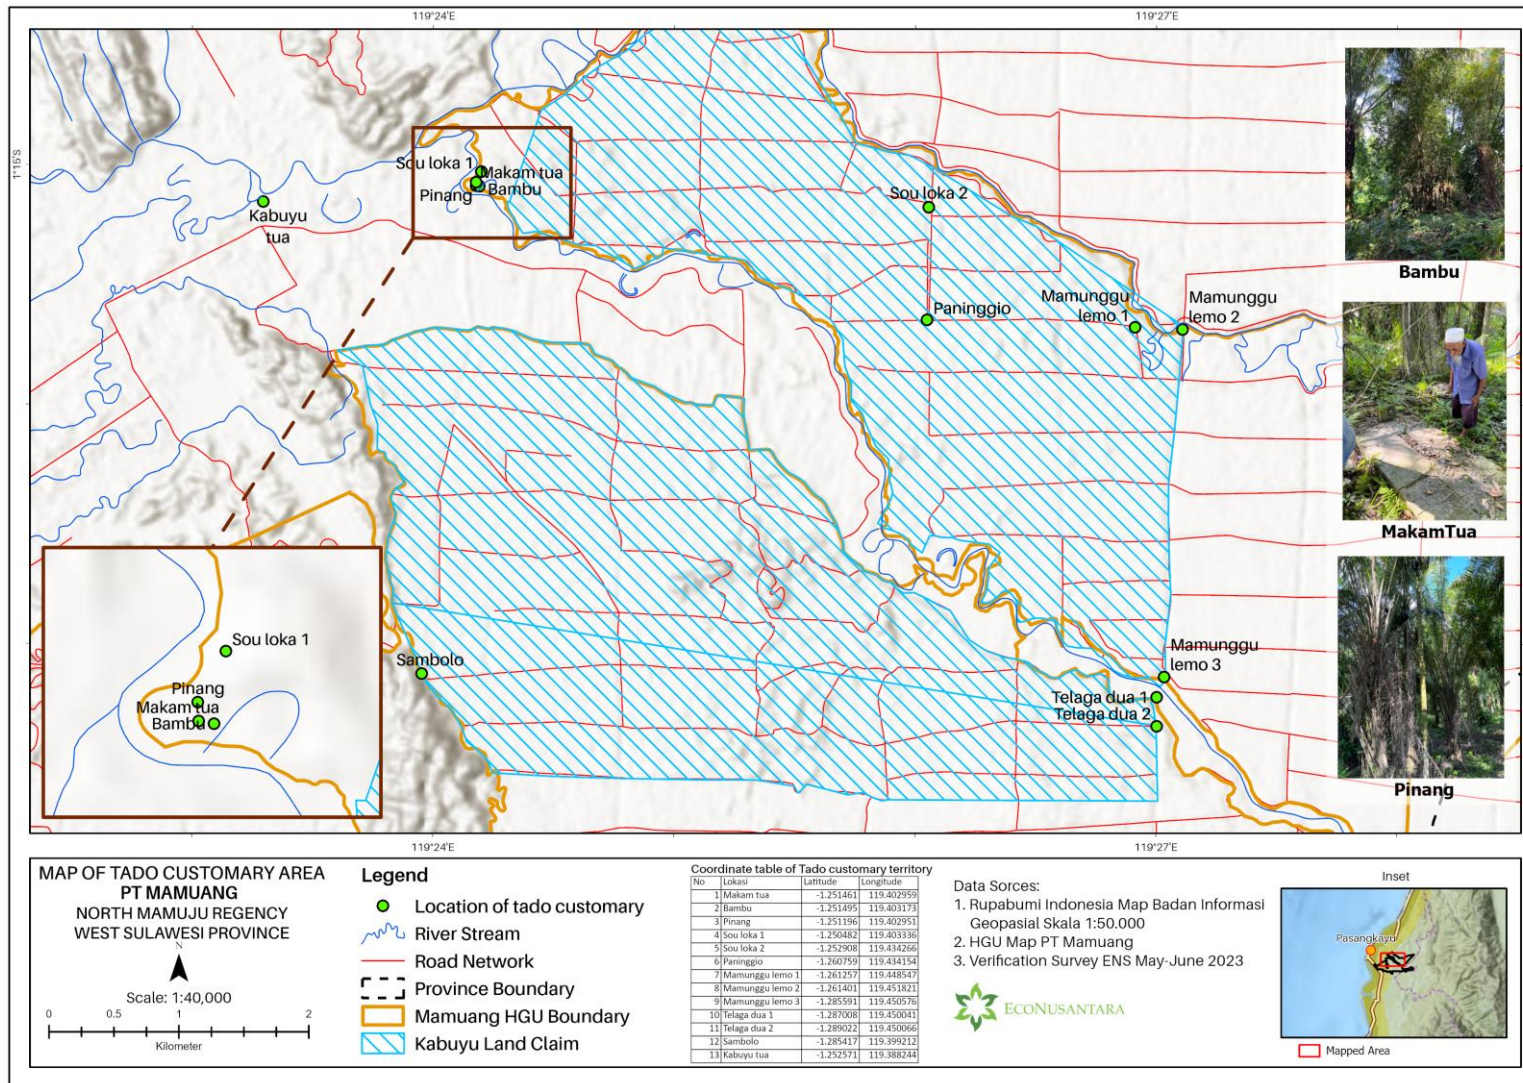 119°24'E
119°27'E
1°15'S
Sou loka 1
Makam tua
Pinang
Bambu
Kabuyu
tua
Sou loka 2
Paninggio
Mamunggu
lemo 1
Mamunggu
lemo 2
Bambu
MakamTua
Pinang
Sou loka 1
Pinang
Makam tua
Bambu
Sambolo
Mamunggu
lemo 3
Telaga dua 1
Telaga dua 2
119°24'E
119°27'E
MAP OF TADO CUSTOMARY AREA
PT MAMUANG
NORTH MAMUJU REGENCY
WEST SULAWESI PROVINCE
N
Scale: 1:40,000
0 0.5 1 2
Kilometer
Legend
Location of tado customary
River Stream
Road Network
Province Boundary
Mamuang HGU Boundary
Kabuyu Land Claim
Coordinate table of Tado customary territory
No Lokasi Latitude Longitude
1 Makam tua -1.251461 119.402959
2 Bambu -1.251495 119.403173
3 Pinang -1.251196 119.402951
4 Sou loka 1 -1.250482 119.403336
5 Sou loka 2 -1.252908 119.434266
6 Paninggio -1.260759 119.434154
7 Mamunggu lemo 1 -1.261257 119.448547
8 Mamunggu lemo 2 -1.261401 119.451821
9 Mamunggu lemo 3 -1.285591 119.450576
10 Telaga dua 1 -1.287008 119.450041
11 Telaga dua 2 -1.289022 119.450066
12 Sambolo -1.285417 119.399212
13 Kabuyu tua -1.252571 119.388244
Data Sorces:
1. Rupabumi Indonesia Map Badan Informasi
Geopasial Skala 1:50.000
2. HGU Map PT Mamuang
3. Verification Survey ENS May-June 2023
ECONUSANTARA
Inset
Pasangkayu
Mapped Area